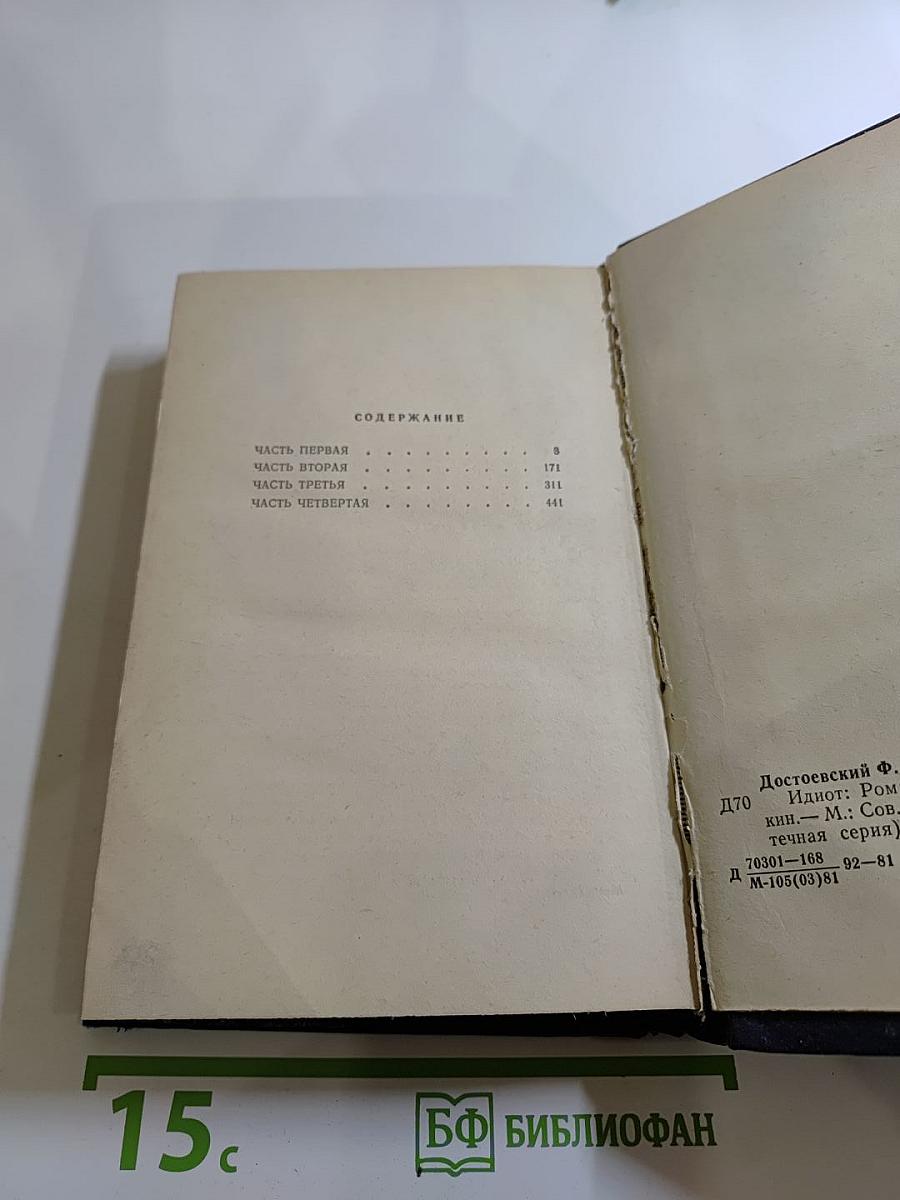 СОДЕРЖАНИЕ
ЧАСТЬ ПЕРВАЯ . . . . . . . . . 3
ЧАСТЬ ВТОРАЯ . . . . . . . . . 171
ЧАСТЬ ТРЕТЬЯ . . . . . . . . . 311
ЧАСТЬ ЧЕТВЕРТАЯ . . . . . . . . 441
Достоевский Ф.
Д70
Идиот: Ром
кин.— М.: Сов.
течная серия)
Д 70301—168 92—81
М-105(03)81
15 с
БФ БИБЛИОФАН